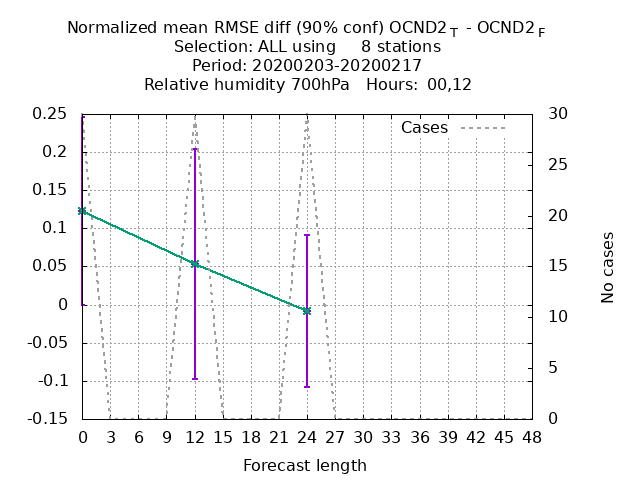 Normalized mean RMSE diff (90% conf) OCND2 T - OCND2 F
Selection: ALL using 8 stations
Period: 20200203-20200217
Relative humidity 700hPa Hours: 00,12
Cases
0.25
0.2
0.15
0.1
0.05
0
-0.05
-0.1
-0.15
30
25
20
15
10
5
0
No cases
0 3 6 9 12 15 18 21 24 27 30 33 36 39 42 45 48
Forecast length